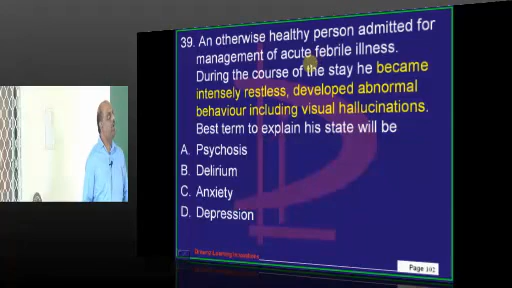 39. An otherwise healthy person admitted for
management of acute febrile illness.
During the course of the stay he became
intensely restless, developed abnormal
behaviour including visual hallucinations.
Best term to explain his state will be
A. Psychosis
B. Delirium
C. Anxiety
D. Depression
Page 102